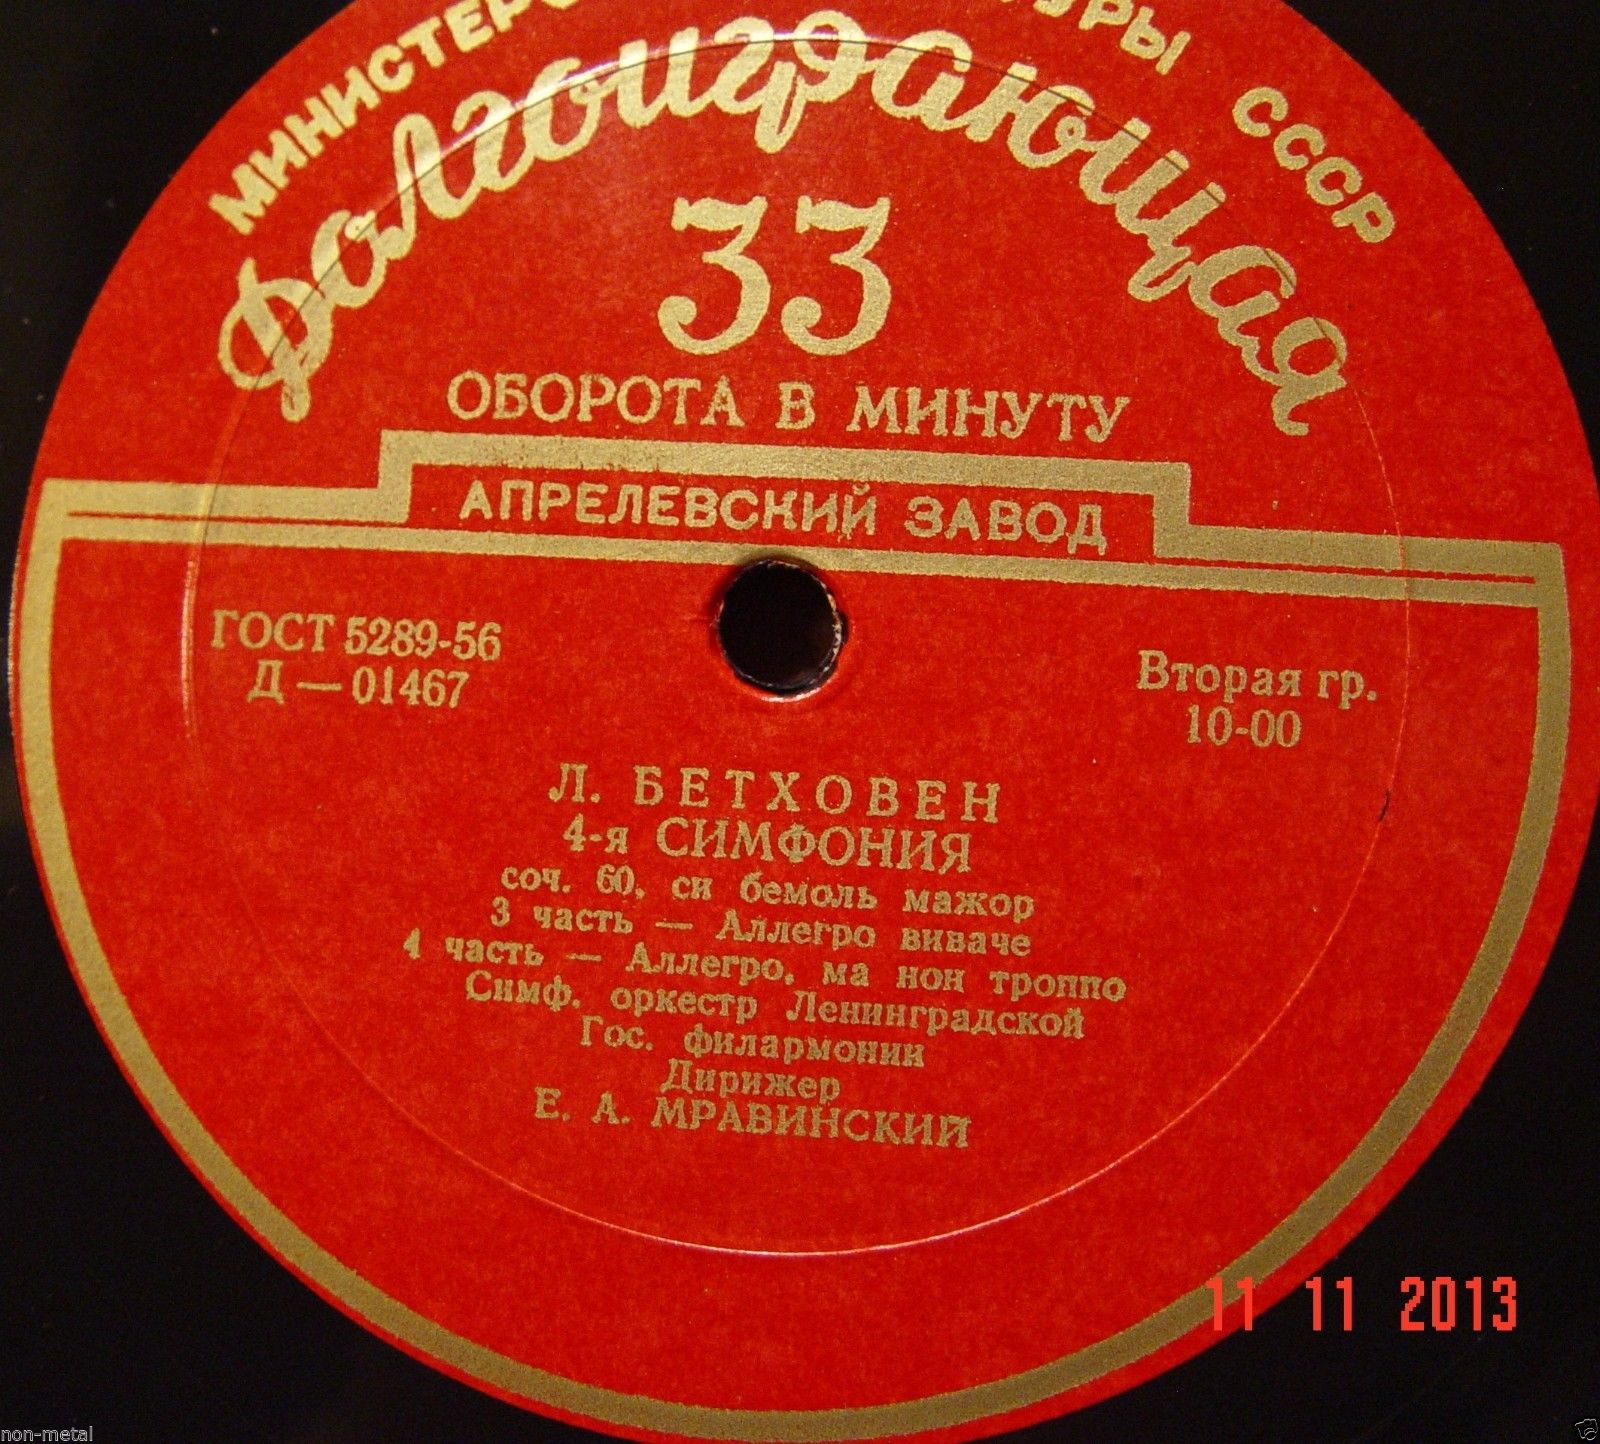 МИНИСТЕРС УРЫ СССР
Долгоиграющая
33
ОБОРОТА В МИНУТУ
АПРЕЛЕВСКИЙ ЗАВОД
ГОСТ 5289-56
Д — 01467
Вторая гр.
10-00
Л. БЕТХОВЕН
4-я СИМФОНИЯ
соч. 60, си бемоль мажор
3 часть — Аллегро виваче
4 часть — Аллегро, ма нон троппо
Симф. оркестр Ленинградской
Гос. филармонии
Дирижер
Е. А. МРАВИНСКИЙ
11 11 2013
non-metal